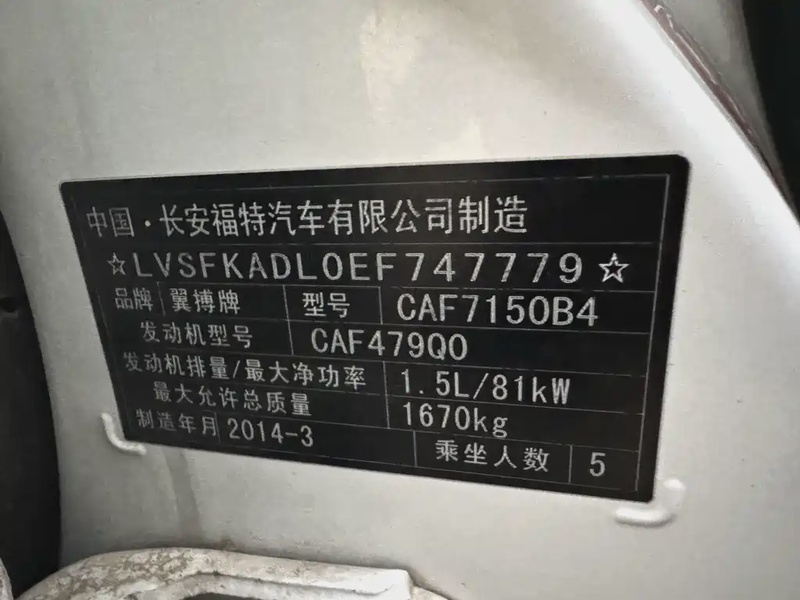 中国·长安福特汽车有限公司制造
☆LVSFKADL0EF747779☆
品牌 翼搏牌 型号 CAF7150B4
发动机型号 CAF479Q0
发动机排量/最大净功率 1.5L/81kW
最大允许总质量 1670kg
制造年月 2014-3 乘坐人数 5